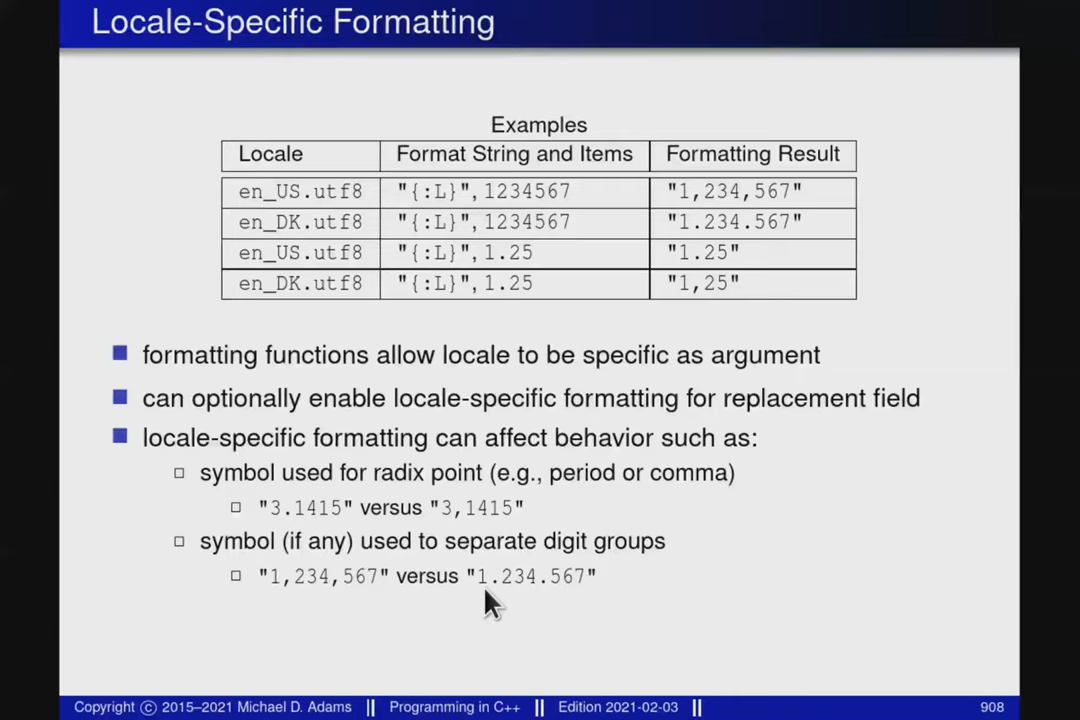 Locale-Specific Formatting
Examples
Locale Format String and Items Formatting Result
en_US.utf8 "{:L}", 1234567 "1,234,567"
en_DK.utf8 "{:L}", 1234567 "1.234.567"
en_US.utf8 "{:L}", 1.25 "1.25"
en_DK.utf8 "{:L}", 1.25 "1,25"
formatting functions allow locale to be specific as argument
can optionally enable locale-specific formatting for replacement field
locale-specific formatting can affect behavior such as:
symbol used for radix point (e.g., period or comma)
"3.1415" versus "3,1415"
symbol (if any) used to separate digit groups
"1,234,567" versus "1.234.567"
Copyright © 2015–2021 Michael D. Adams Programming in C++ Edition 2021-02-03 908